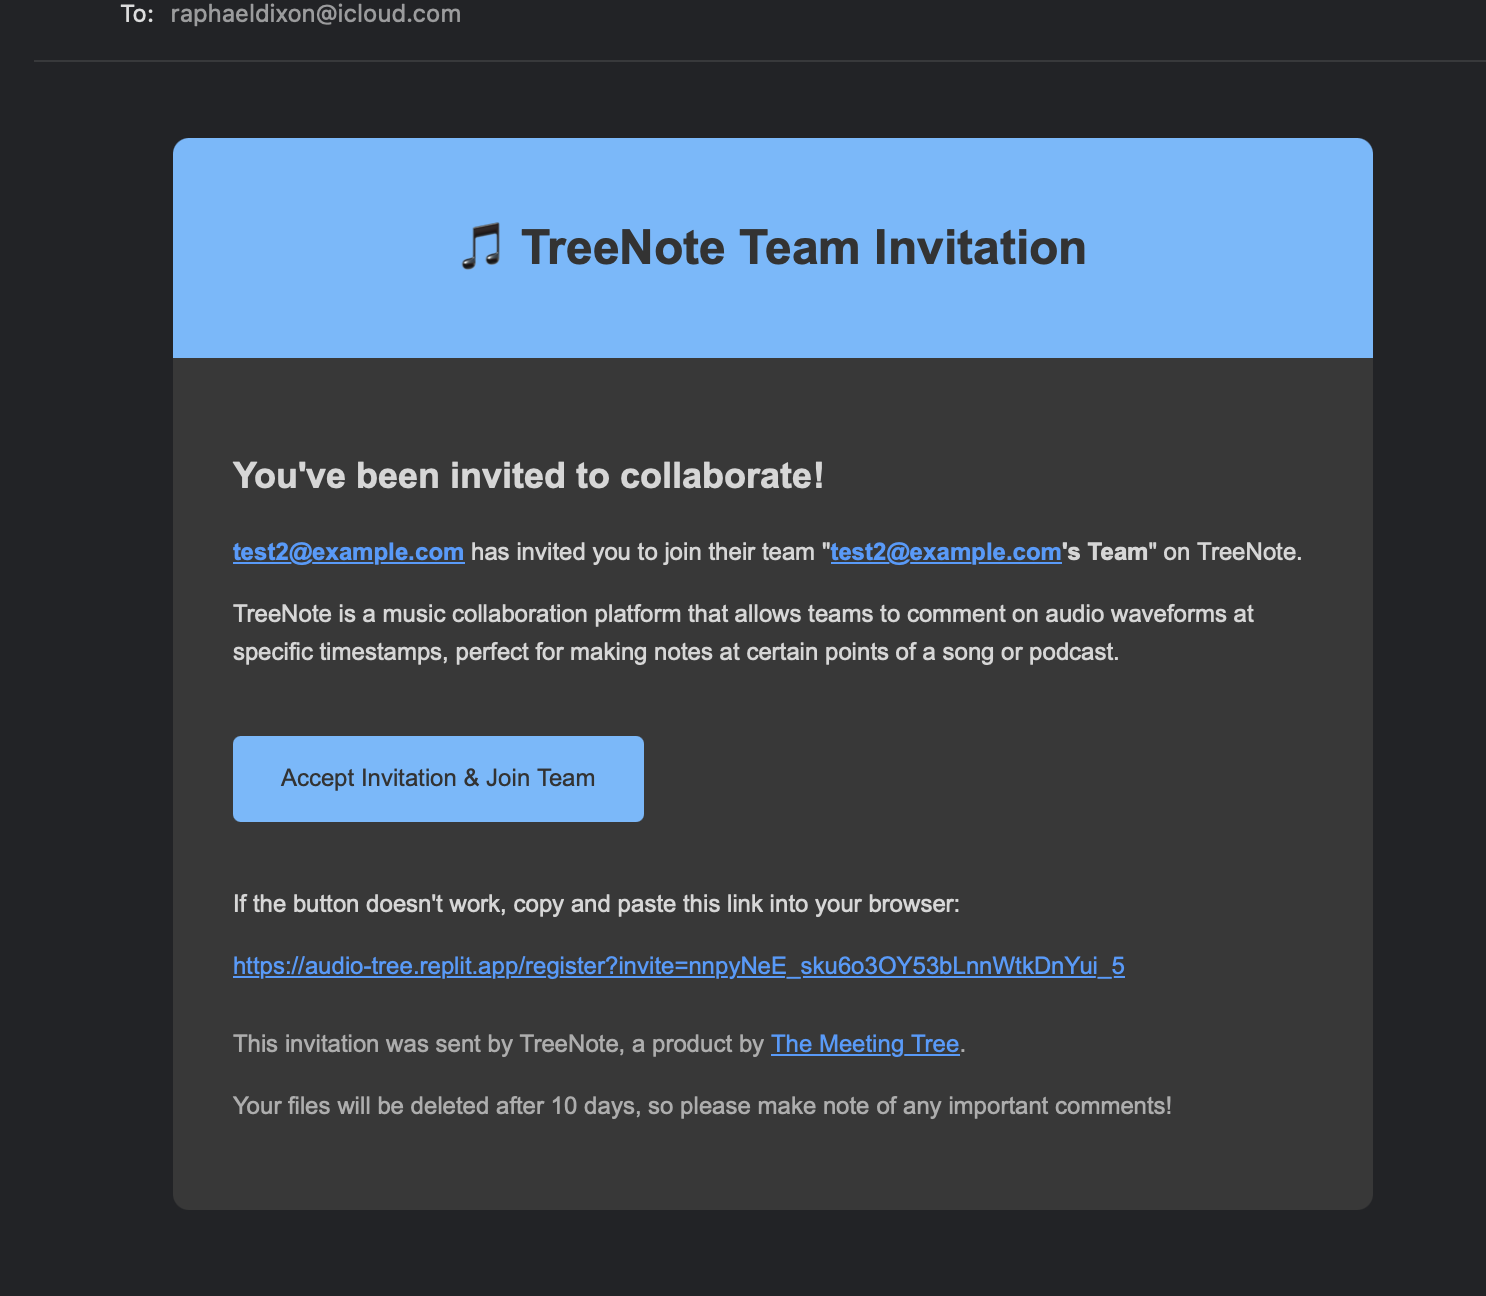 To: raphaeldixon@icloud.com
🎵 TreeNote Team Invitation
You've been invited to collaborate!
test2@example.com has invited you to join their team "test2@example.com's Team" on TreeNote.
TreeNote is a music collaboration platform that allows teams to comment on audio waveforms at
specific timestamps, perfect for making notes at certain points of a song or podcast.
Accept Invitation & Join Team
If the button doesn't work, copy and paste this link into your browser:
https://audio-tree.replit.app/register?invite=nnpyNeE_sku6o3OY53bLnnWtkDnYui_5
This invitation was sent by TreeNote, a product by The Meeting Tree.
Your files will be deleted after 10 days, so please make note of any important comments!